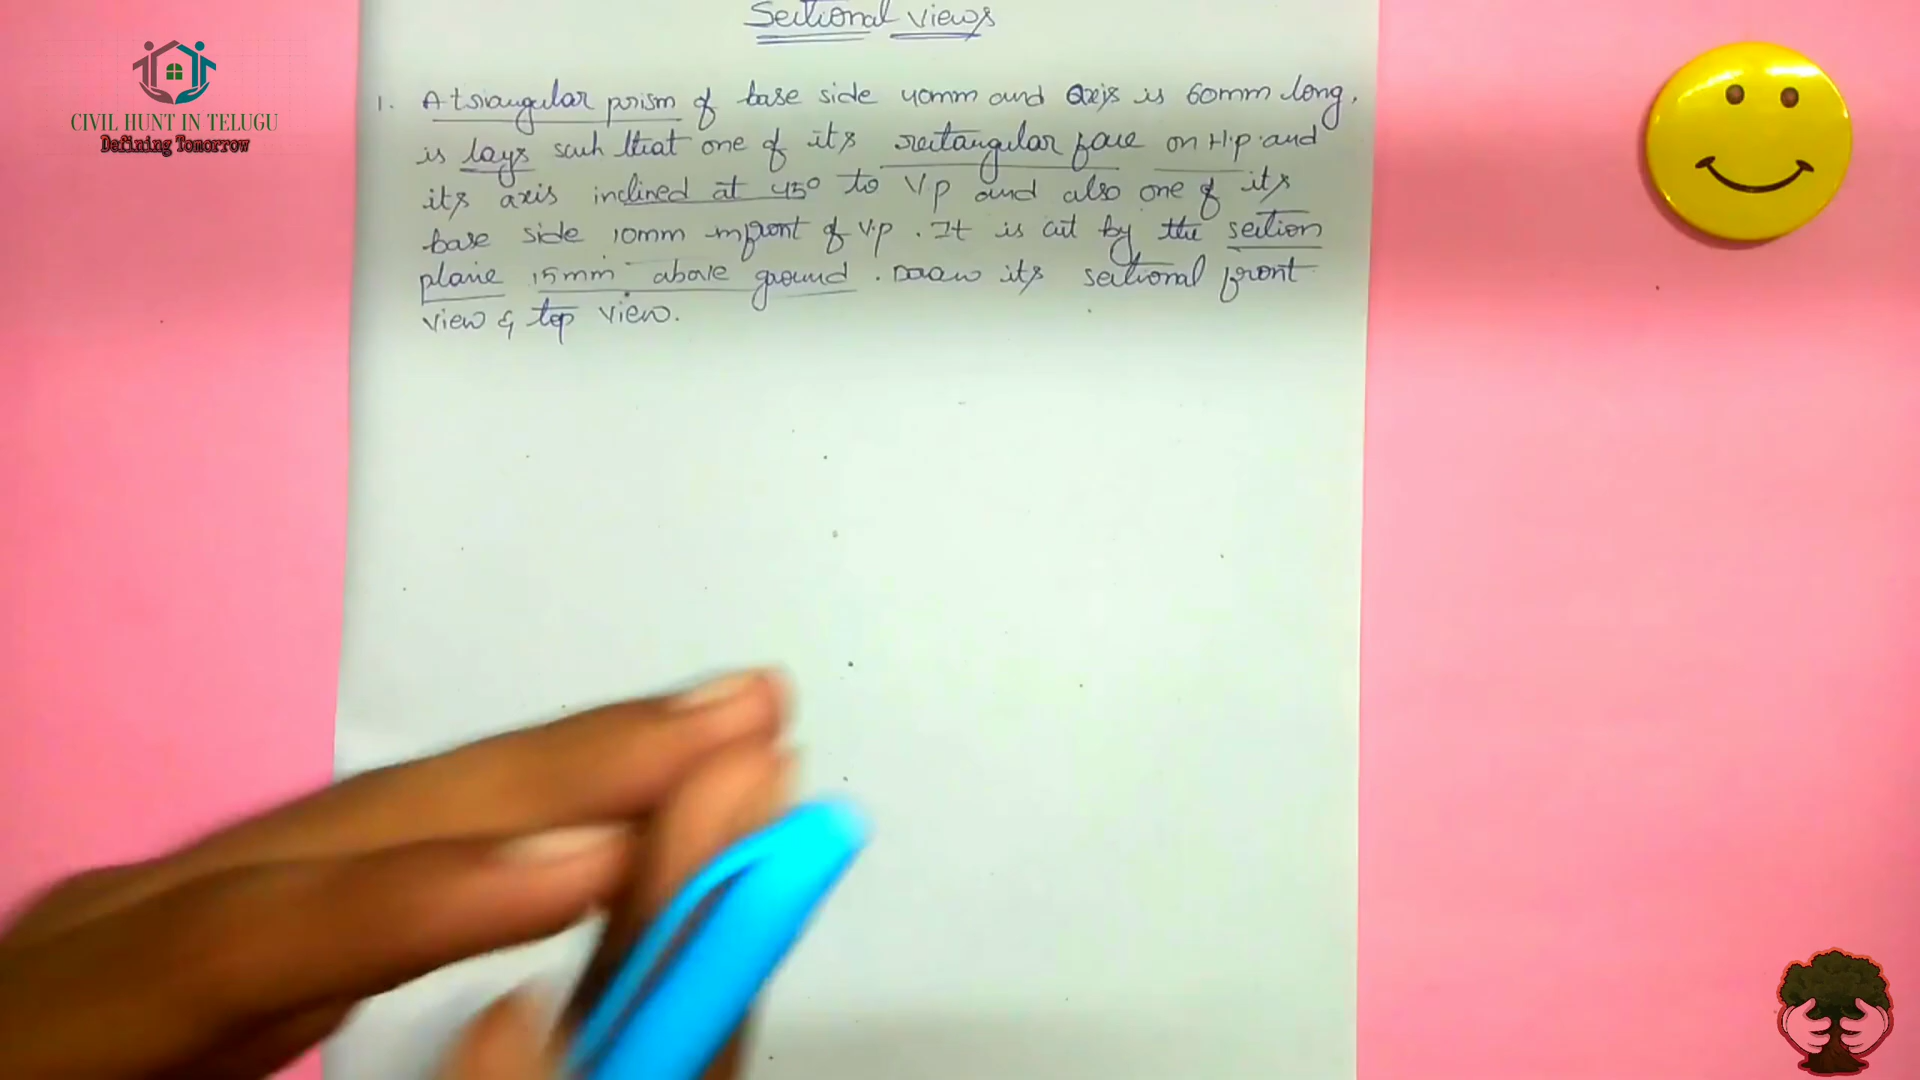 Sectional views
CIVIL HUNT IN TELUGU
Defining Tomorrow
1. A triangular prism of base side 40mm and axis is 60mm long,
is lays such that one of its rectangular face on H.p and
its axis inclined at 45° to V.p and also one of its
base side 10mm infront of V.p. It is cut by the section
plane 15mm above ground. Draw its sectional front
view & top view.